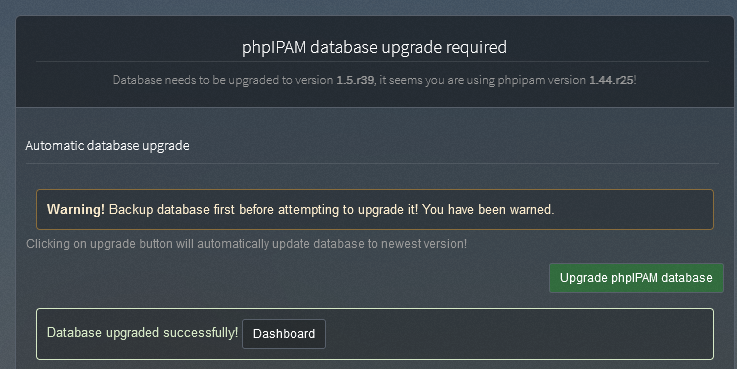 phpIPAM database upgrade required
Database needs to be upgraded to version 1.5.r39, it seems you are using phpipam version 1.44.r25!
Automatic database upgrade
Warning! Backup database first before attempting to upgrade it! You have been warned.
Clicking on upgrade button will automatically update database to newest version!
Upgrade phpIPAM database
Database upgraded successfully! Dashboard